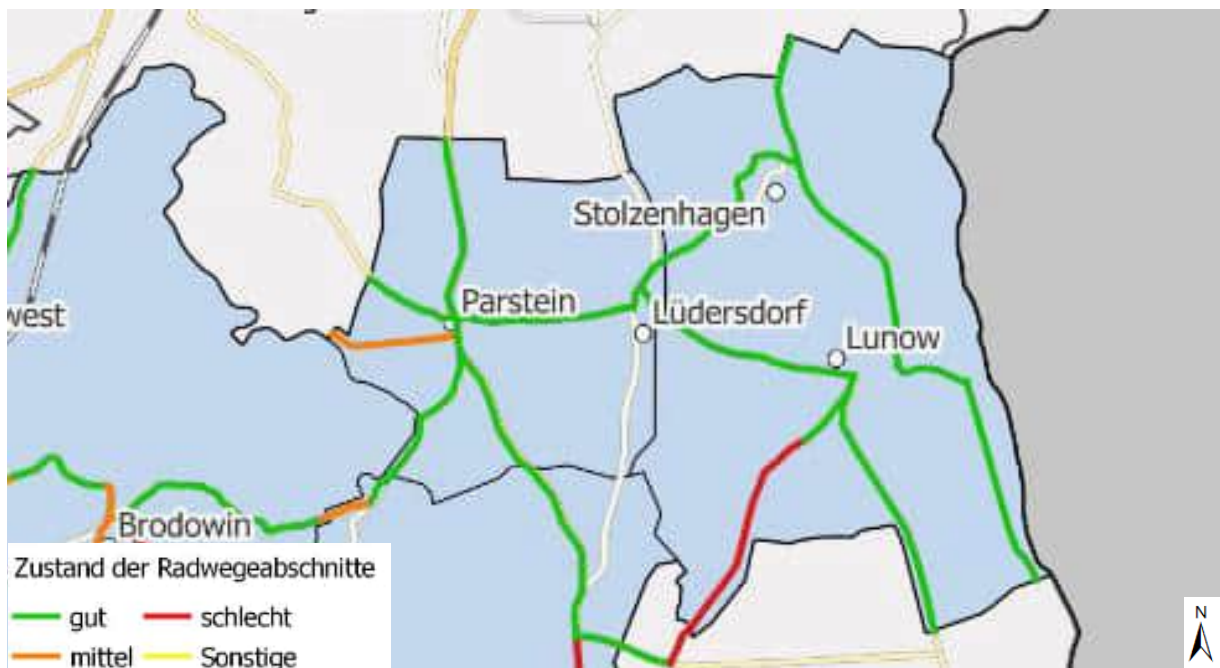 Stolzenhagen
Parstein
west
Lüdersdorf
Lunow
Brodowin
Zustand der Radwegeabschnitte
gut
schlecht
mittel
Sonstige
N